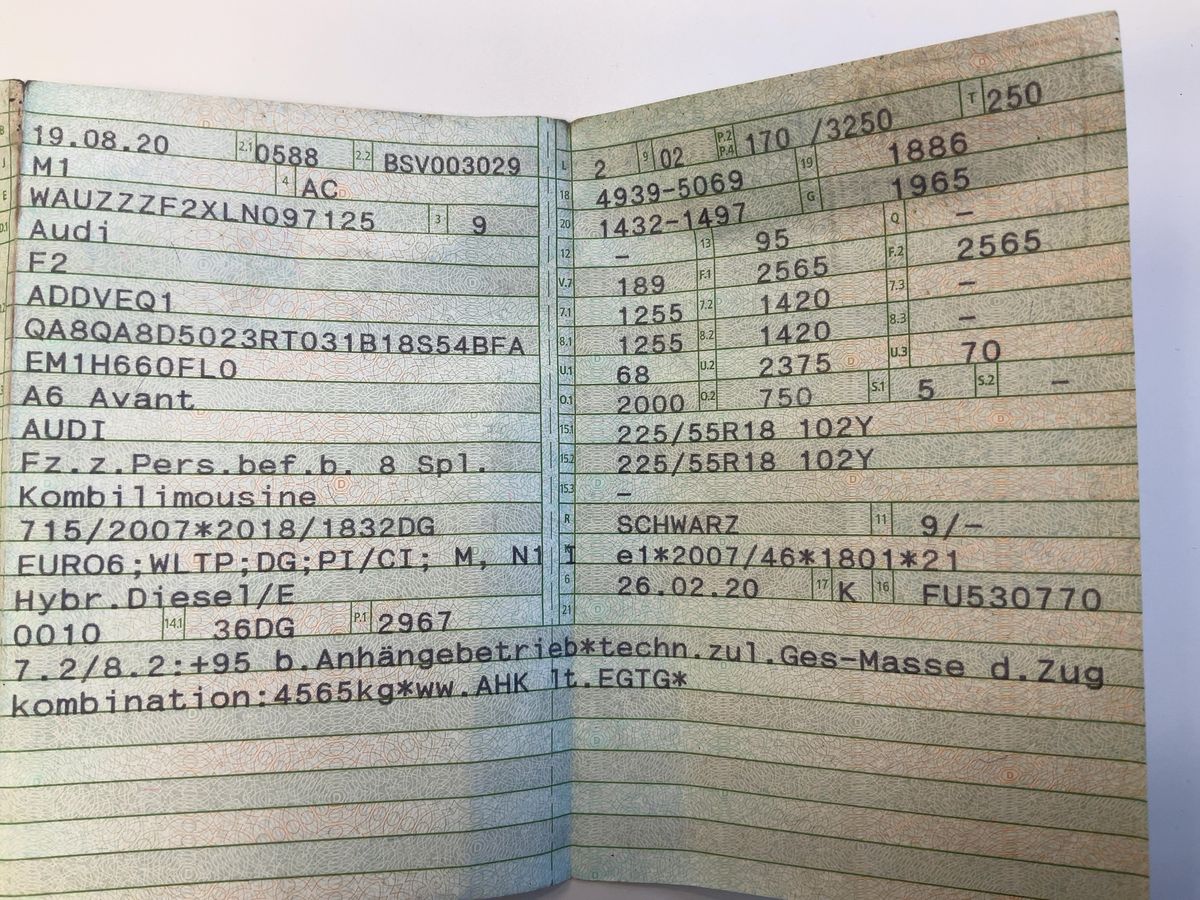 B 19.08.20 2.1 0588 2.2 BSV003029
J M1 4 AC
E WAUZZZF2XLN097125 3 9
D.1 Audi
F2
ADDVEQ1
QA8QA8D5023RT031B18S54BFA
EM1H660FL0
A6 Avant
AUDI
Fz.z.Pers.bef.b. 8 Spl.
Kombilimousine
715/2007*2018/1832DG
EURO6;WLTP;DG;PI/CI; M, N1 I
Hybr.Diesel/E
0010 14.1 36DG P.1 2967
L 2 9 02 P.2 P.4 170 /3250 T 250
18 4939-5069 19 1886
20 1432-1497 G 1965
12 – 13 95 Q –
V.7 189 F.1 2565 F.2 2565
7.1 1255 7.2 1420 7.3 –
8.1 1255 8.2 1420 8.3 –
U.1 68 U.2 2375 U.3 70
O.1 2000 O.2 750 S.1 5 S.2 –
15.1 225/55R18 102Y
15.2 225/55R18 102Y
15.3 –
R SCHWARZ 11 9/–
e1*2007/46*1801*21
6 26.02.20 17 K 16 FU530770
21
7.2/8.2:+95 b.Anhängebetrieb*techn.zul.Ges-Masse d.Zug
kombination:4565kg*ww.AHK lt.EGTG*